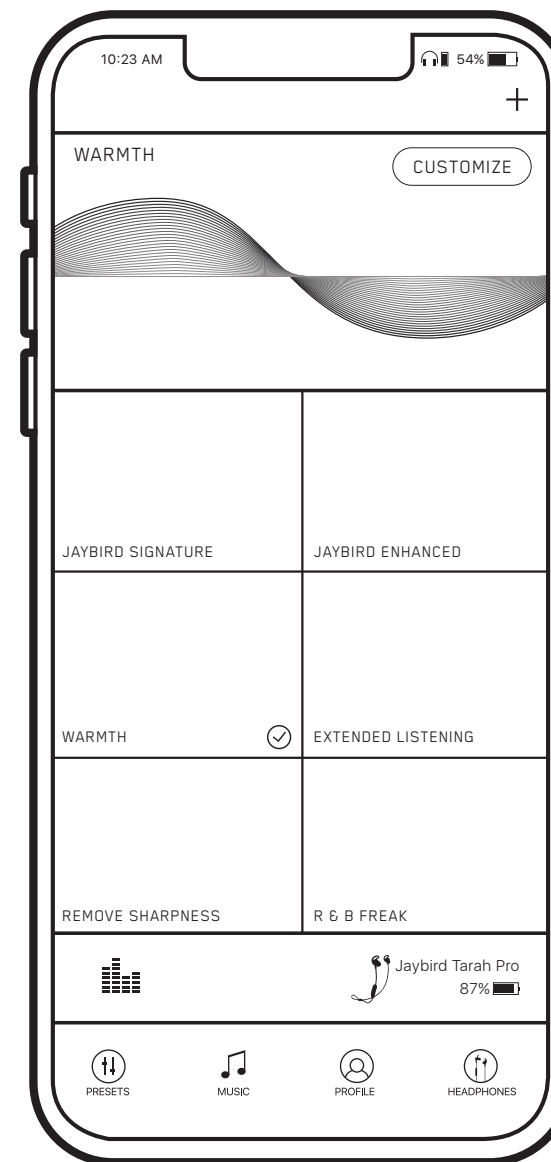 10:23 AM 54%
+
WARMTH
CUSTOMIZE
JAYBIRD SIGNATURE JAYBIRD ENHANCED
WARMTH EXTENDED LISTENING
REMOVE SHARPNESS R & B FREAK
Jaybird Tarah Pro
87%
PRESETS MUSIC PROFILE HEADPHONES